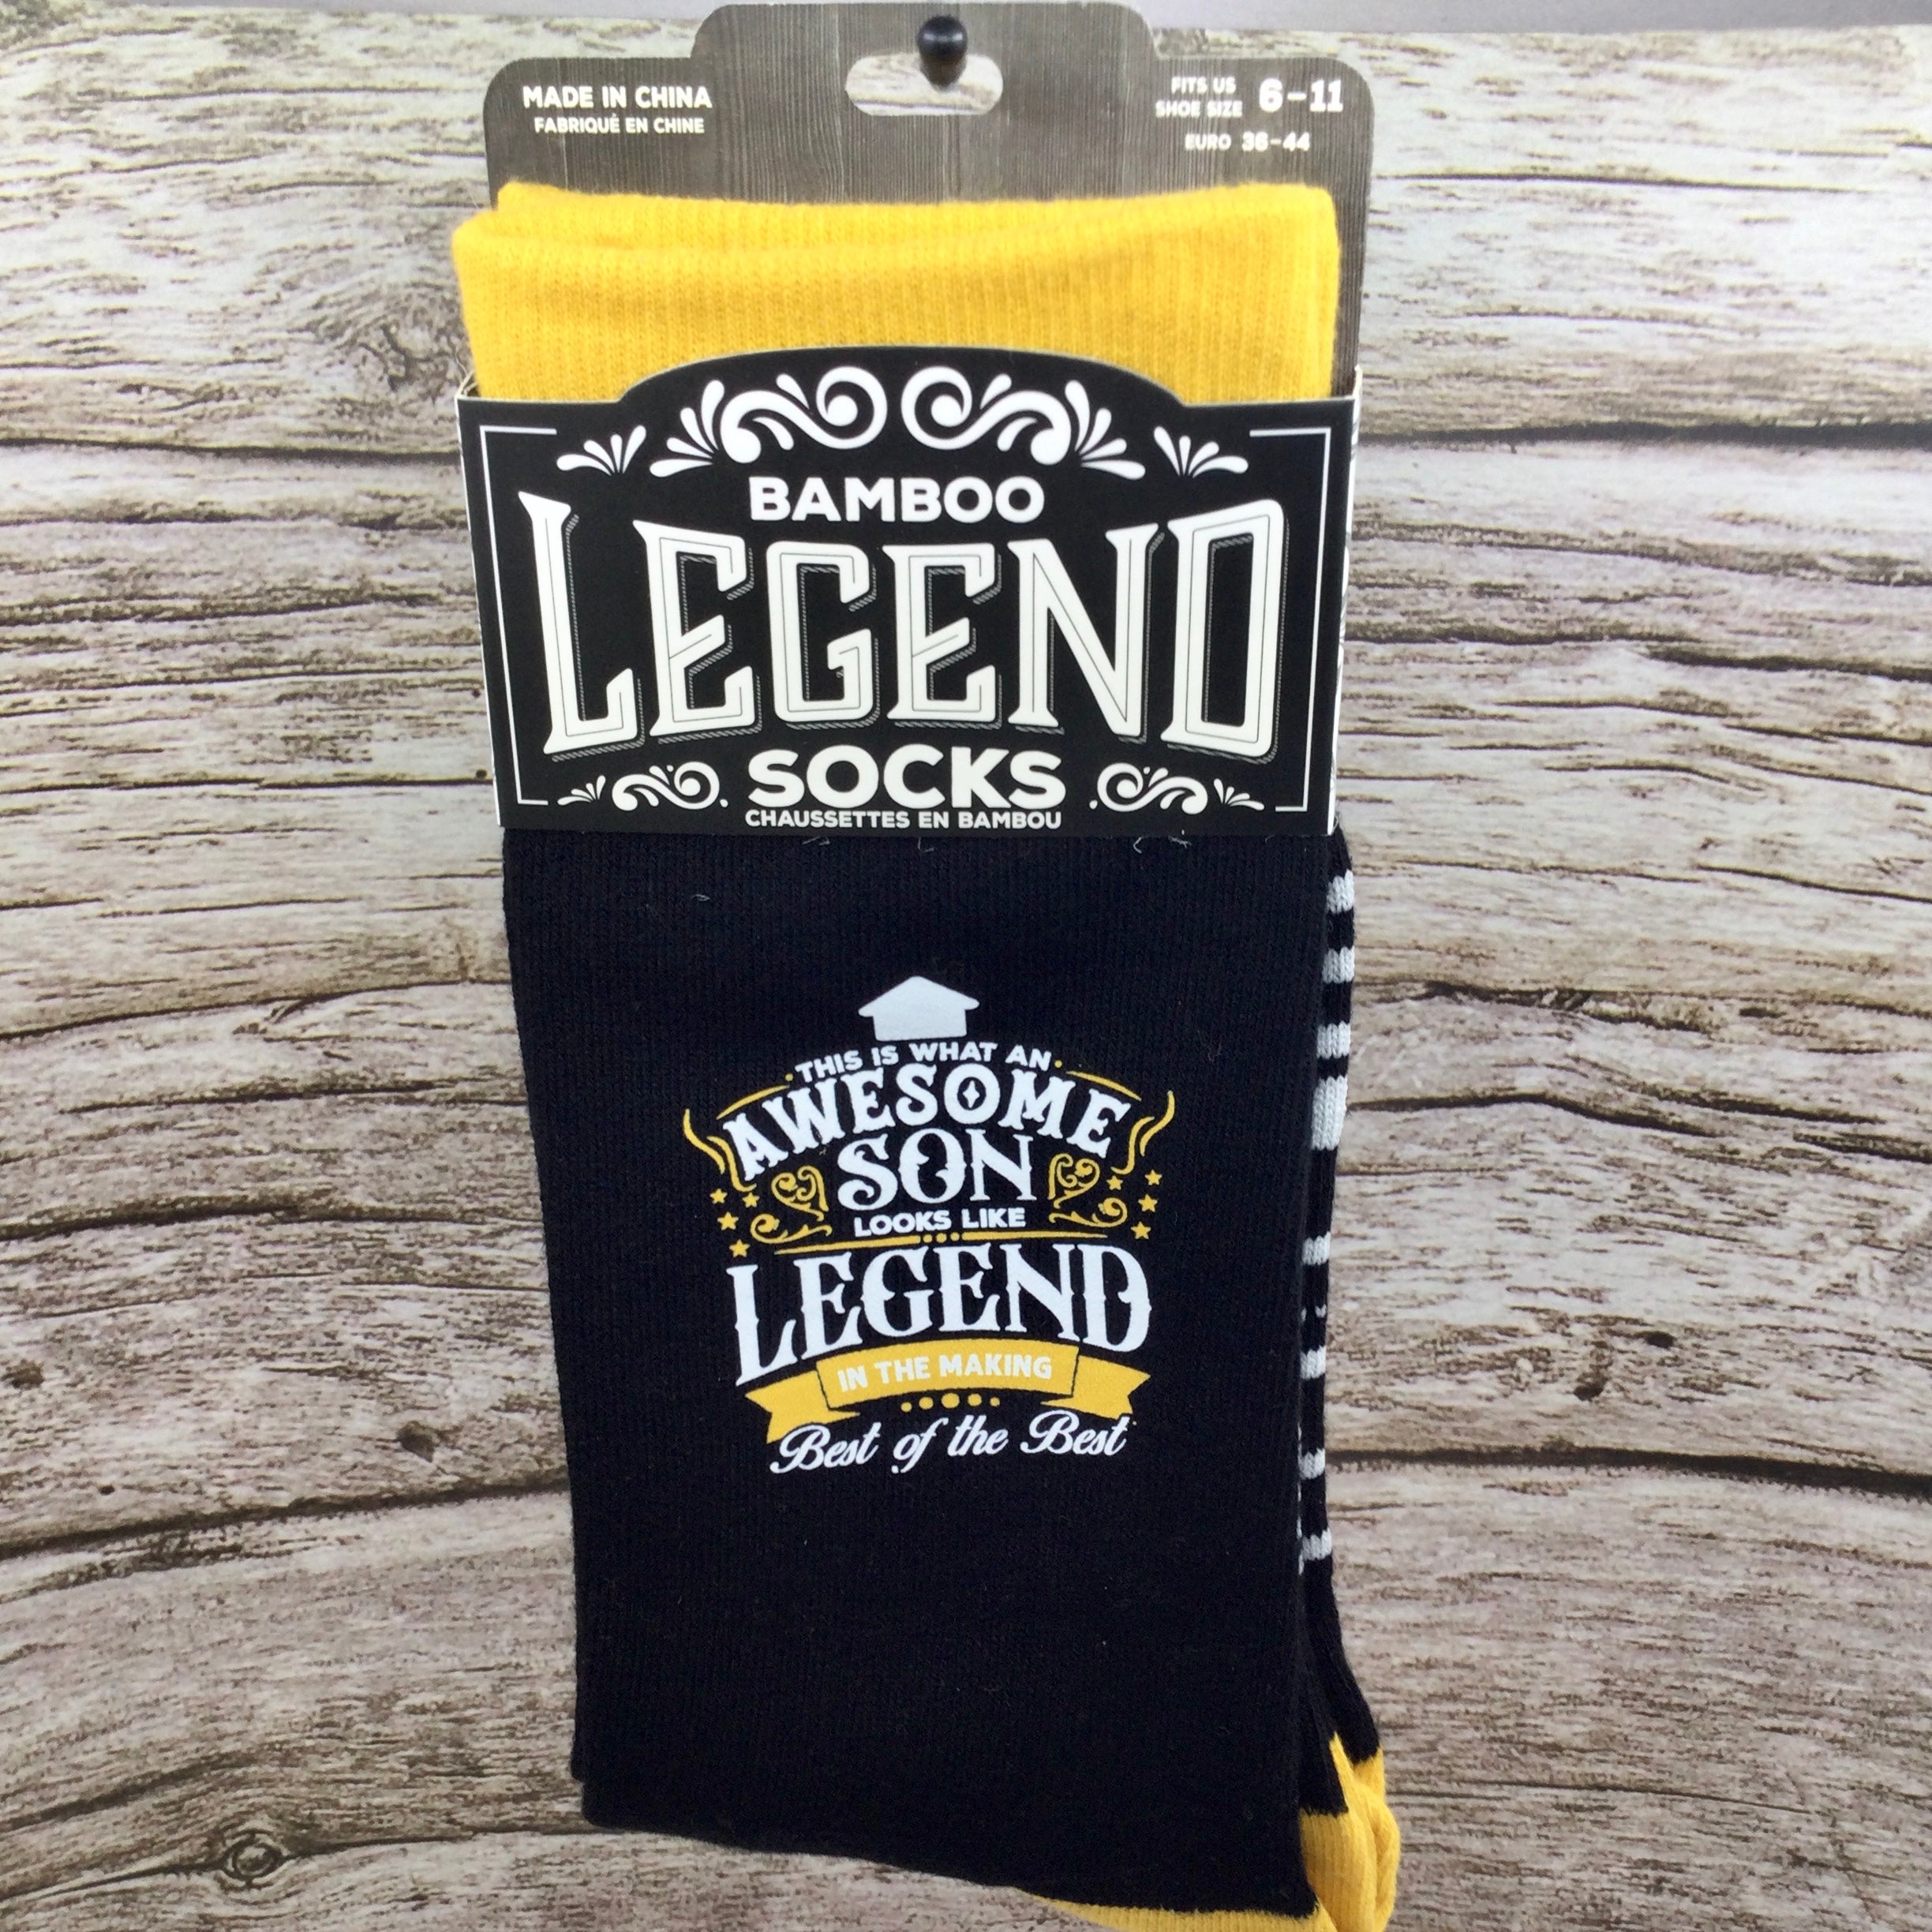 MADE IN CHINA
FABRIQUÉ EN CHINE
FITS US
SHOE SIZE 6-11
EURO 36-44
BAMBOO
LEGEND
SOCKS
CHAUSSETTES EN BAMBOU
THIS IS WHAT AN
AWESOME
SON
LOOKS LIKE
LEGEND
IN THE MAKING
Best of the Best